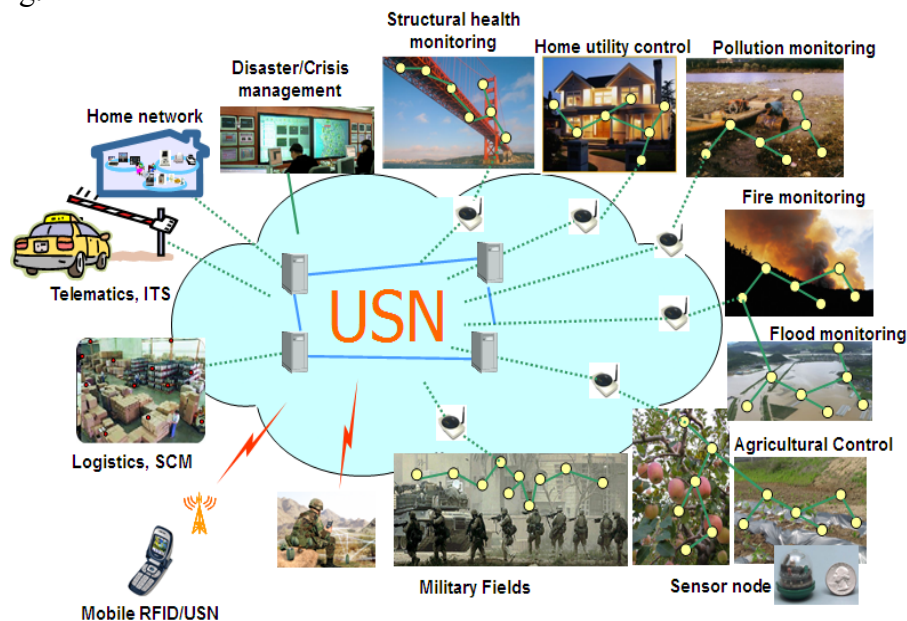 Structural health
monitoring
Home utility control
Pollution monitoring
Disaster/Crisis
management
Home network
Fire monitoring
Telematics, ITS
USN
Flood monitoring
Logistics, SCM
Agricultural Control
Military Fields
Sensor node
Mobile RFID/USN